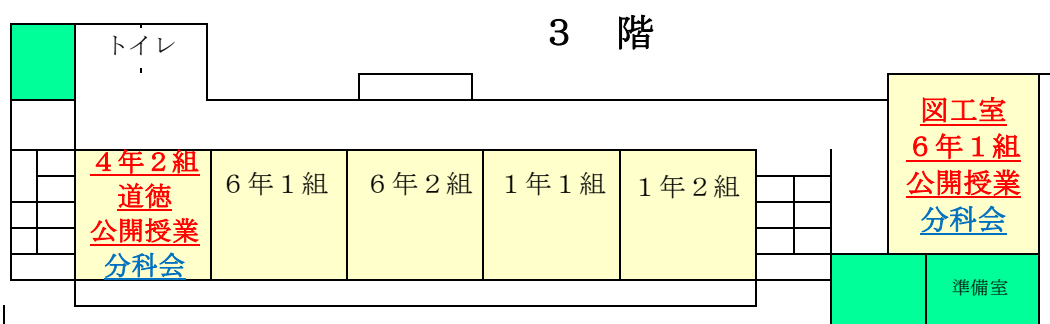 ３　階
トイレ
４年２組
道徳
公開授業
分科会
６年１組
６年２組
１年１組
１年２組
図工室
６年１組
公開授業
分科会
準備室